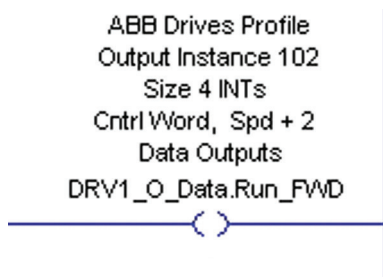 ABB Drives Profile
Output Instance 102
Size 4 INTs
Cntrl Word, Spd + 2
Data Outputs
DRV1_O_Data.Run_FWD